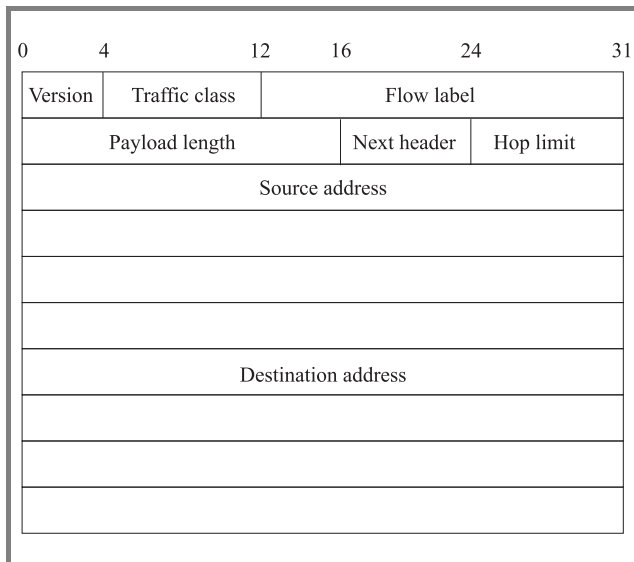 0 4 12 16 24 31
Version Traffic class Flow label
Payload length Next header Hop limit
Source address
Destination address